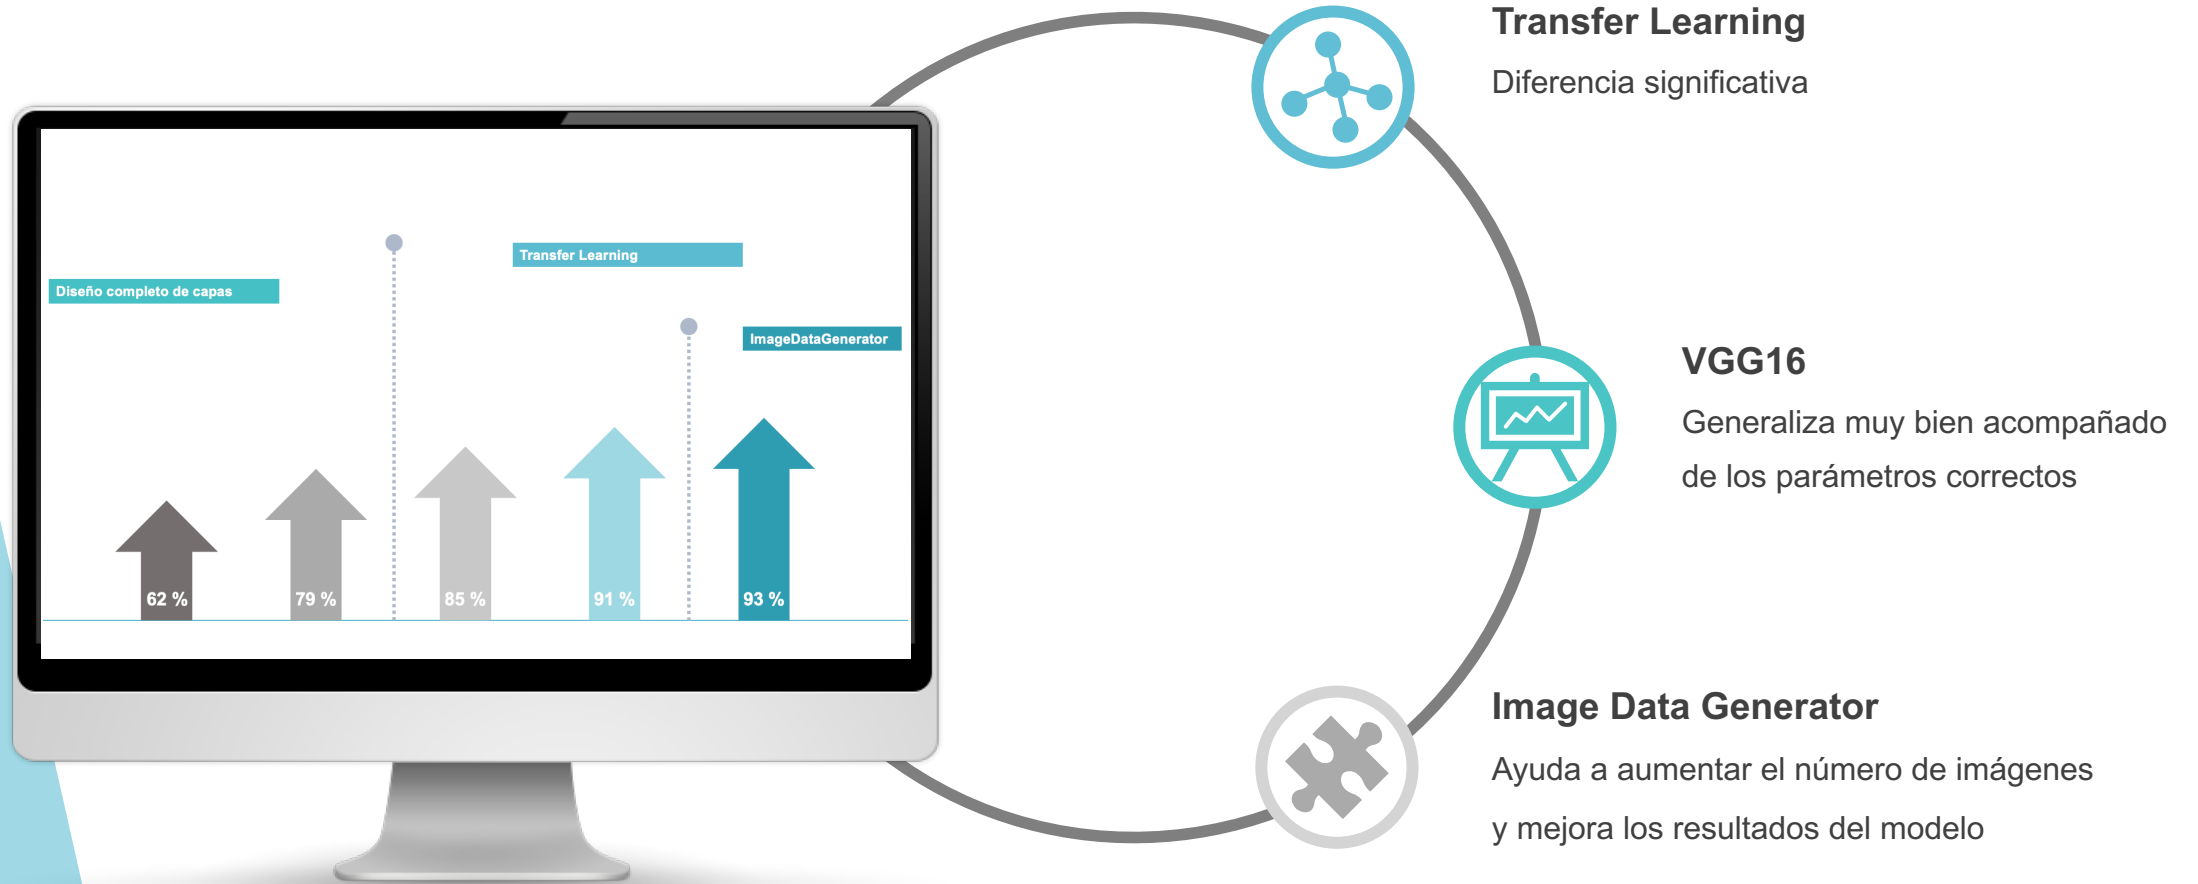 Diseño completo de capas
Transfer Learning
ImageDataGenerator
62 %
79 %
85 %
91 %
93 %
Transfer Learning
Diferencia significativa
VGG16
Generaliza muy bien acompañado
de los parámetros correctos
Image Data Generator
Ayuda a aumentar el número de imágenes
y mejora los resultados del modelo